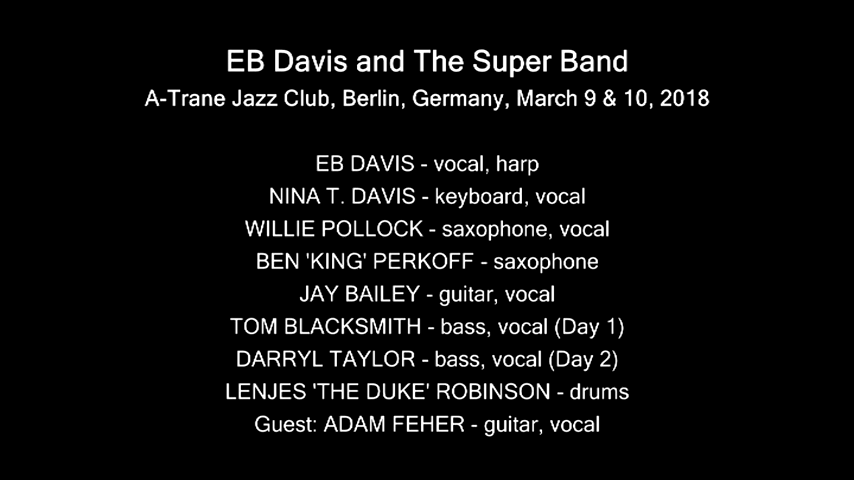 EB Davis and The Super Band
A-Trane Jazz Club, Berlin, Germany, March 9 & 10, 2018
EB DAVIS - vocal, harp
NINA T. DAVIS - keyboard, vocal
WILLIE POLLOCK - saxophone, vocal
BEN 'KING' PERKOFF - saxophone
JAY BAILEY - guitar, vocal
TOM BLACKSMITH - bass, vocal (Day 1)
DARRYL TAYLOR - bass, vocal (Day 2)
LENJES 'THE DUKE' ROBINSON - drums
Guest: ADAM FEHER - guitar, vocal